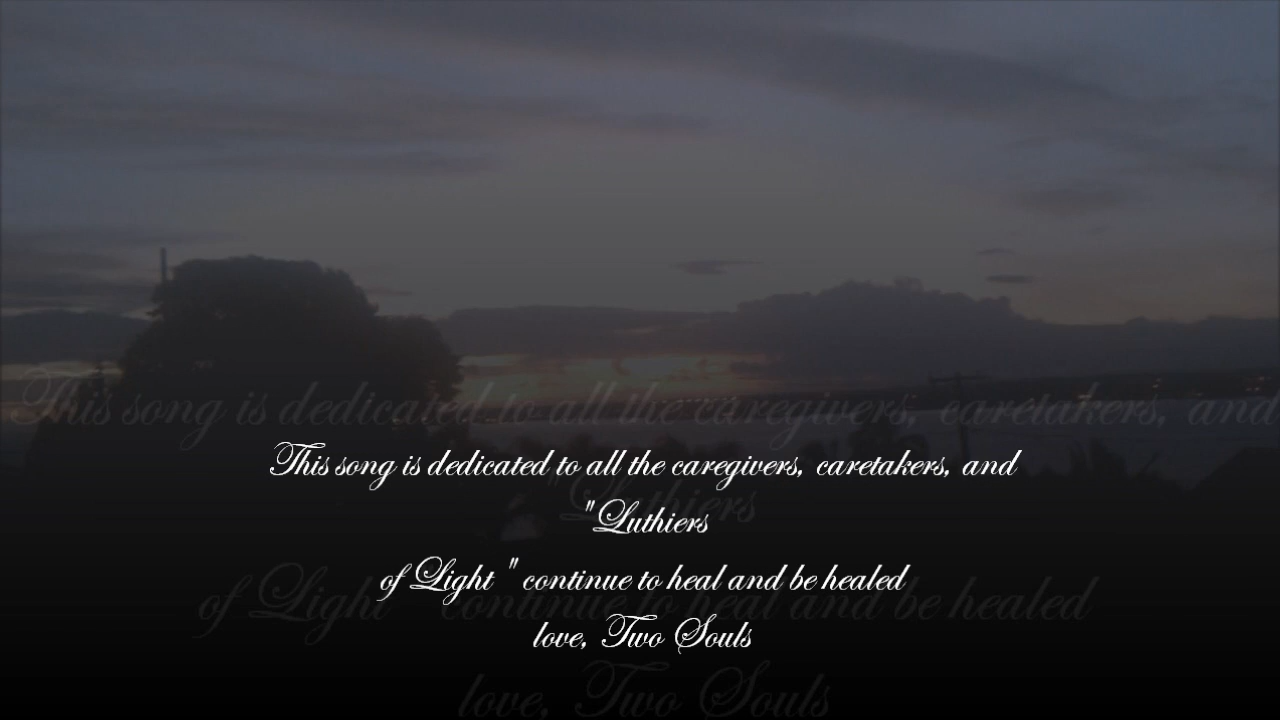 This song is dedicated to all the caregivers, caretakers, and
"Luthiers
of Light " continue to heal and be healed
love, Two Souls